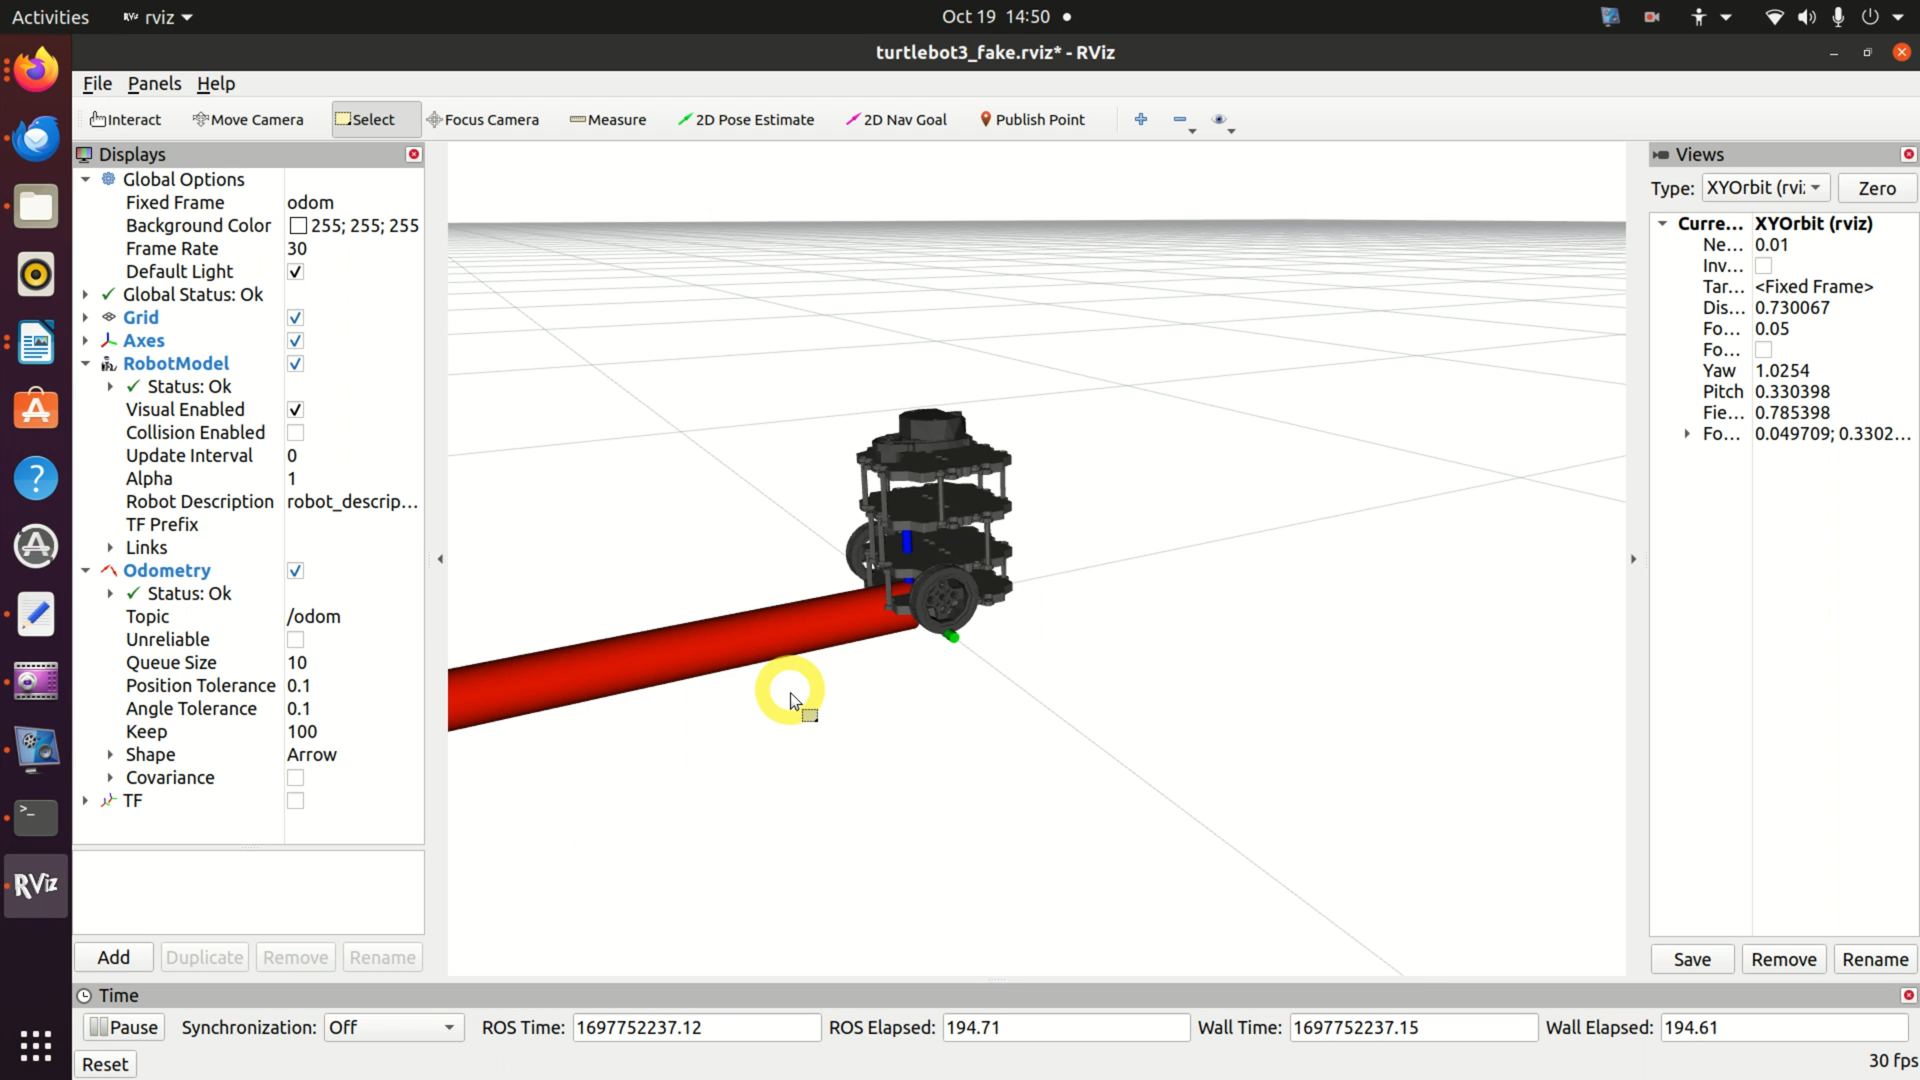 Activities
RViz rviz
Oct 19 14:50
turtlebot3_fake.rviz* - RViz
File Panels Help
Interact Move Camera Select Focus Camera Measure 2D Pose Estimate 2D Nav Goal Publish Point
Displays
Global Options
Fixed Frame odom
Background Color 255; 255; 255
Frame Rate 30
Default Light
Global Status: Ok
Grid
Axes
RobotModel
Status: Ok
Visual Enabled
Collision Enabled
Update Interval 0
Alpha 1
Robot Description robot_descrip...
TF Prefix
Links
Odometry
Status: Ok
Topic /odom
Unreliable
Queue Size 10
Position Tolerance 0.1
Angle Tolerance 0.1
Keep 100
Shape Arrow
Covariance
TF
Add Duplicate Remove Rename
Views
Type: XYOrbit (rviz Zero
Curre... XYOrbit (rviz)
Ne... 0.01
Inv...
Tar... <Fixed Frame>
Dis... 0.730067
Fo... 0.05
Fo...
Yaw 1.0254
Pitch 0.330398
Fie... 0.785398
Fo... 0.049709; 0.3302...
Save Remove Rename
RViz
Time
Pause Synchronization: Off ROS Time: 1697752237.12 ROS Elapsed: 194.71 Wall Time: 1697752237.15 Wall Elapsed: 194.61
Reset
30 fps